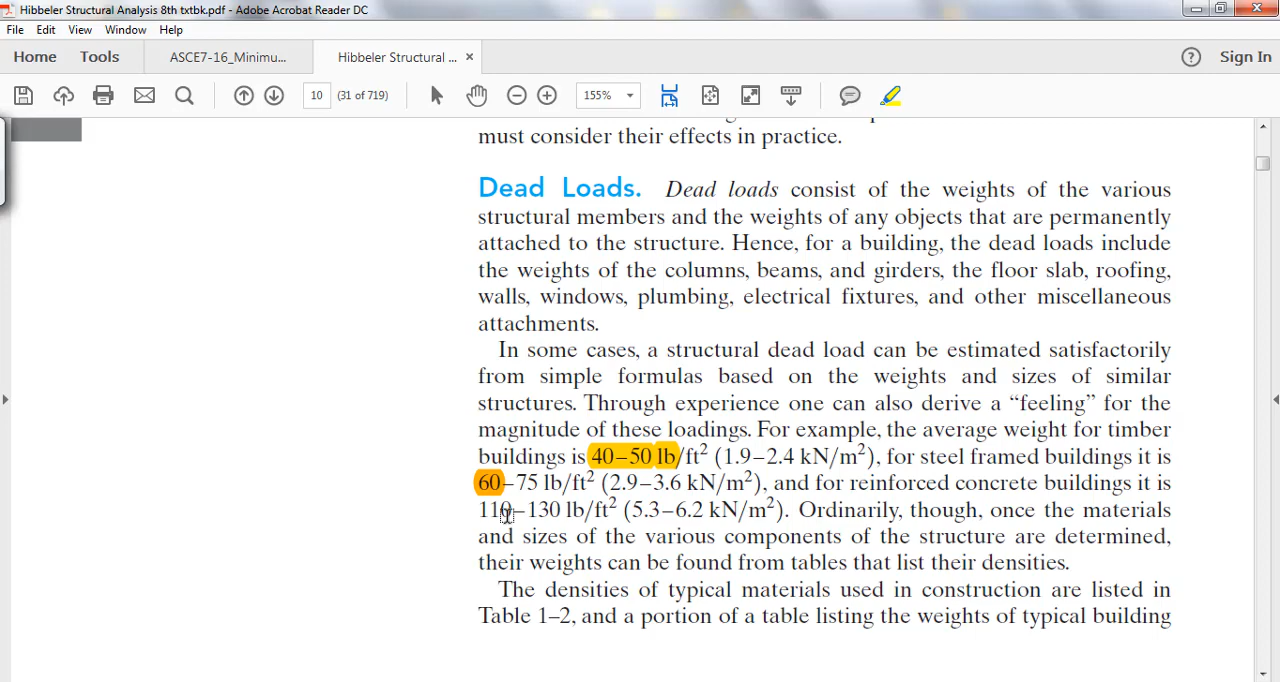 Hibbeler Structural Analysis 8th txtbk.pdf - Adobe Acrobat Reader DC
File Edit View Window Help
Home Tools ASCE7-16_Minimu... Hibbeler Structural ... × ? Sign In
10 (31 of 719) 155%
must consider their effects in practice.
Dead Loads. Dead loads consist of the weights of the various
structural members and the weights of any objects that are permanently
attached to the structure. Hence, for a building, the dead loads include
the weights of the columns, beams, and girders, the floor slab, roofing,
walls, windows, plumbing, electrical fixtures, and other miscellaneous
attachments.
In some cases, a structural dead load can be estimated satisfactorily
from simple formulas based on the weights and sizes of similar
structures. Through experience one can also derive a “feeling” for the
magnitude of these loadings. For example, the average weight for timber
buildings is 40–50 lb/ft² (1.9–2.4 kN/m²), for steel framed buildings it is
60–75 lb/ft² (2.9–3.6 kN/m²), and for reinforced concrete buildings it is
110–130 lb/ft² (5.3–6.2 kN/m²). Ordinarily, though, once the materials
and sizes of the various components of the structure are determined,
their weights can be found from tables that list their densities.
The densities of typical materials used in construction are listed in
Table 1–2, and a portion of a table listing the weights of typical building